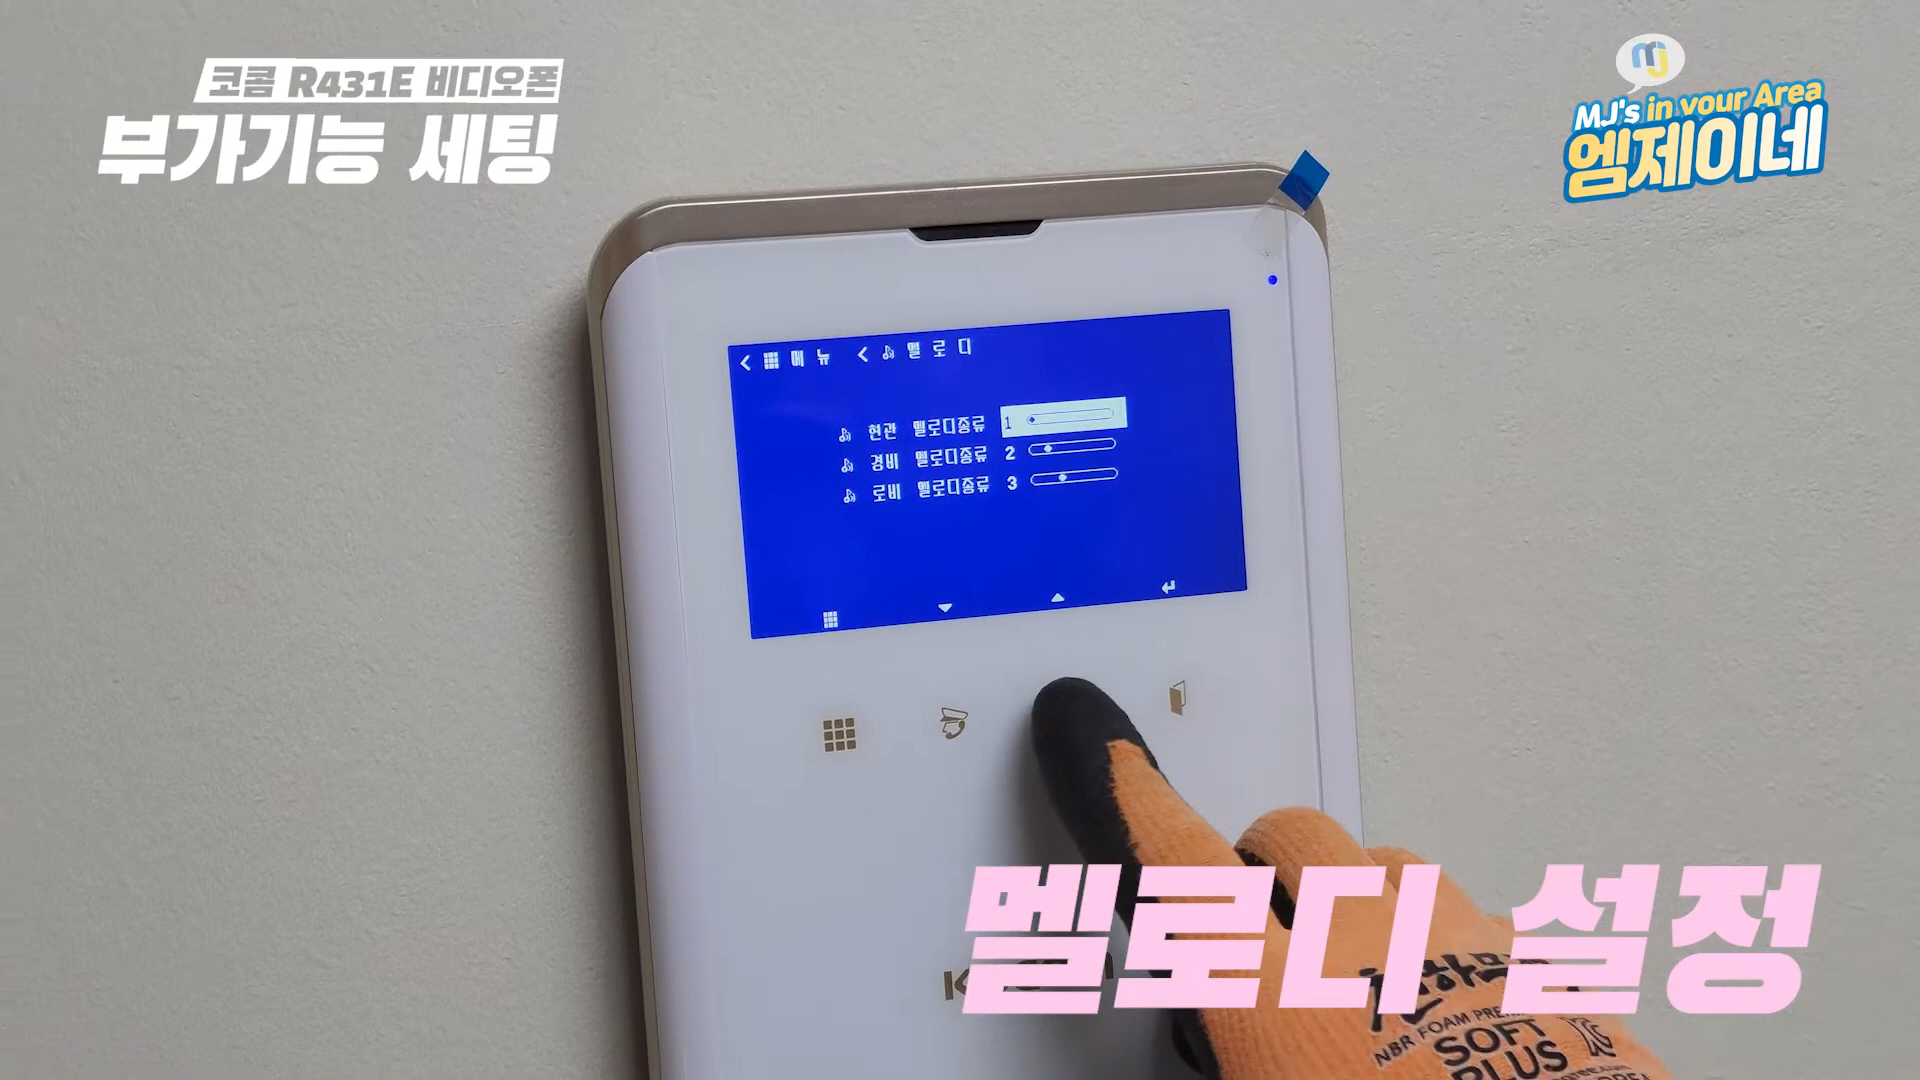 코콤 R431E 비디오폰
부가기능 세팅
MJ
MJ's in your Area
엠제이네
< 메뉴 < 멜로디
현관 멜로디종류 1
경비 멜로디종류 2
로비 멜로디종류 3
멜로디 설정
NBR FOAM
SOFT
PLUS